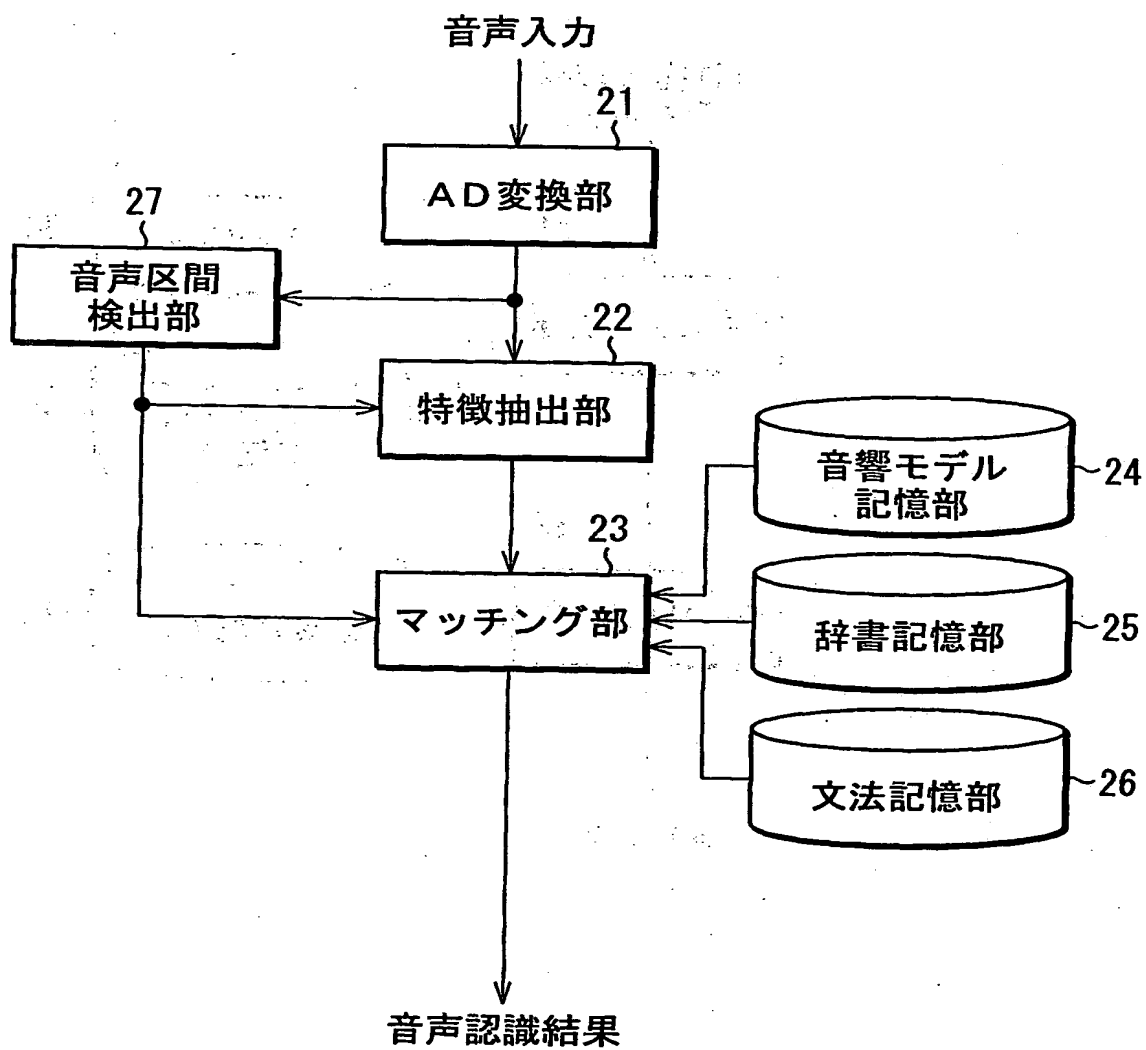 音声入力
21
AD変換部
27
音声区間
検出部
22
特徴抽出部
音響モデル
記憶部
24
23
マッチング部
辞書記憶部
25
文法記憶部
26
音声認識結果